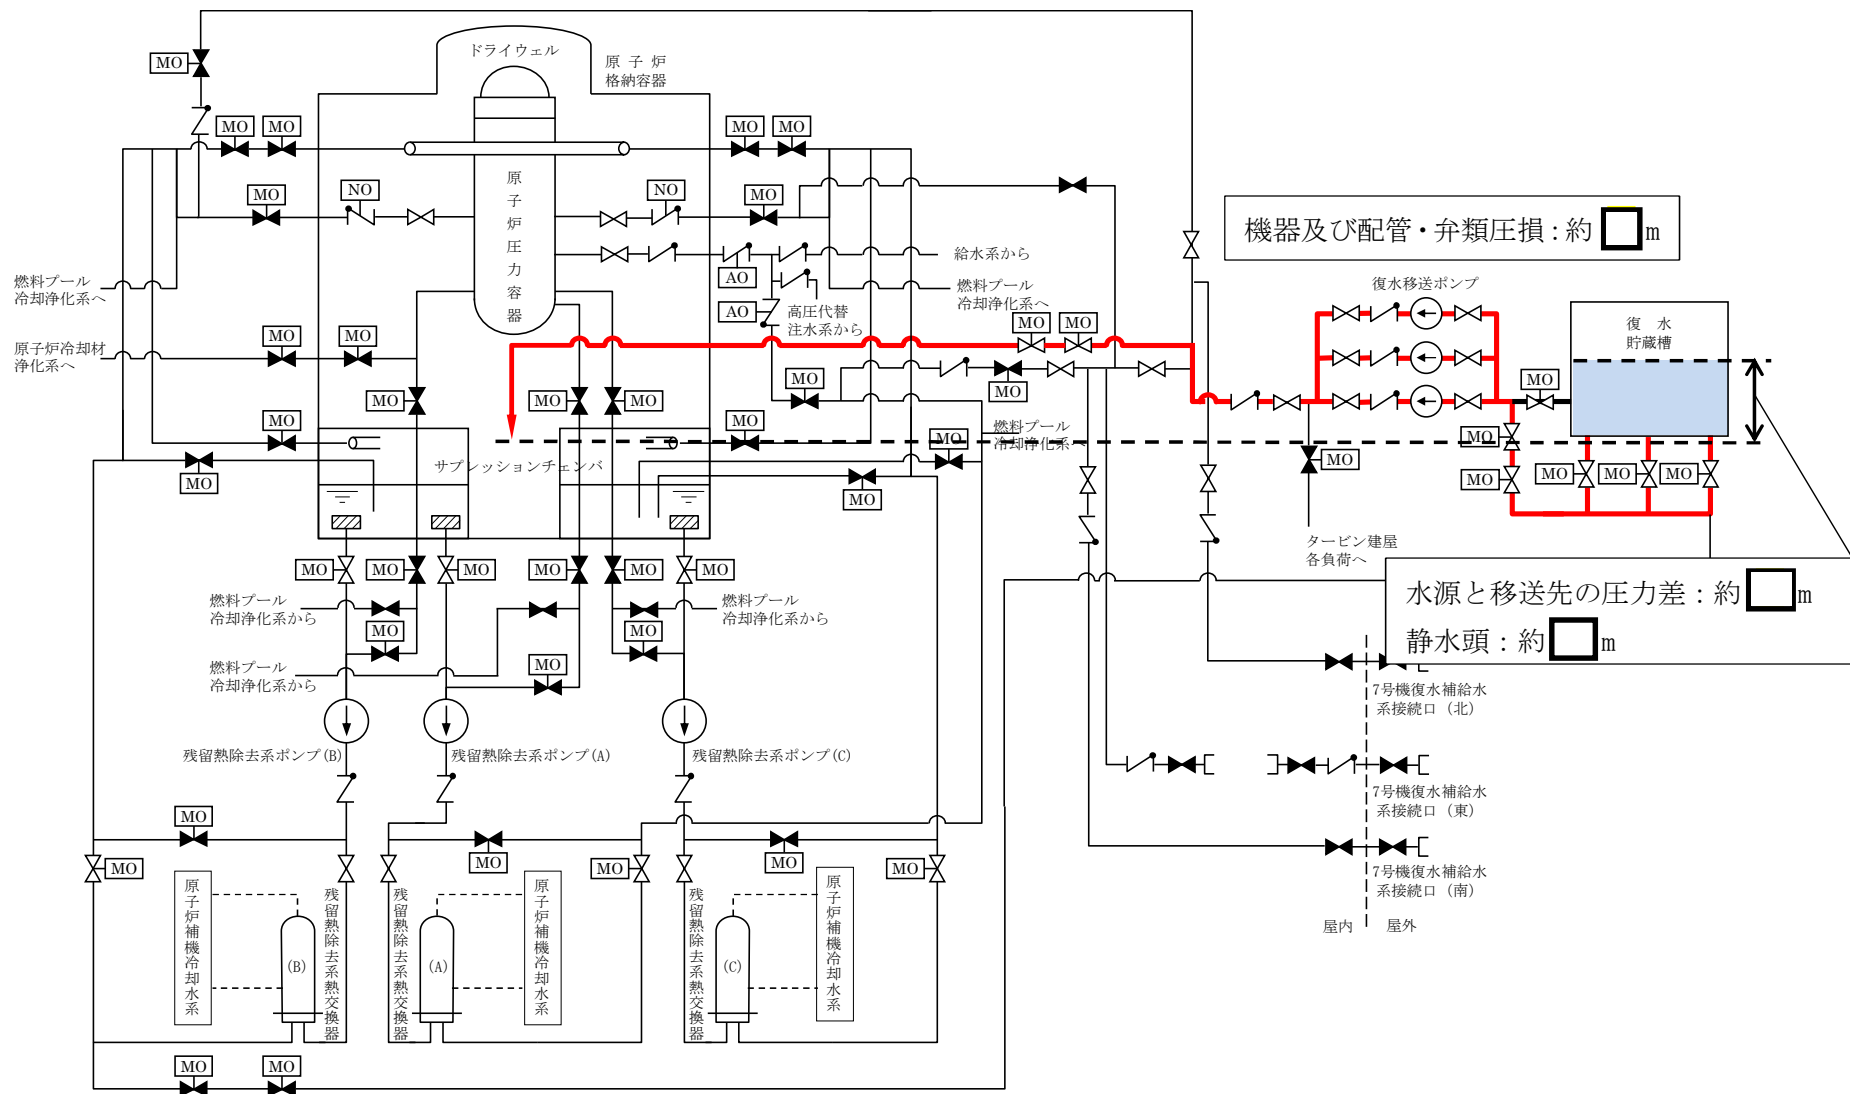 ドライウェル
原 子 炉
格納容器
MO
MO
MO
MO
MO
MO
NO
NO
MO
原子炉圧力容器
機器及び配管・弁類圧損：約 m
給水系から
燃料プール
冷却浄化系へ
AO
燃料プール
冷却浄化系へ
復水移送ポンプ
AO
高圧代替
注水系から
MO
MO
復 水
貯蔵槽
原子炉冷却材
浄化系へ
MO
MO
MO
MO
MO
MO
MO
MO
MO
MO
燃料プール
冷却浄化系へ
MO
MO
MO
サプレッションチェンバ
MO
MO
MO
MO
MO
MO
MO
MO
タービン建屋
各負荷へ
MO
MO
MO
MO
MO
MO
燃料プール
冷却浄化系から
燃料プール
冷却浄化系から
水源と移送先の圧力差：約 m
静水頭：約 m
MO
MO
燃料プール
冷却浄化系から
MO
7号機復水補給水
系接続口（北）
残留熱除去系ポンプ(B)
残留熱除去系ポンプ(A)
残留熱除去系ポンプ(C)
7号機復水補給水
系接続口（東）
MO
MO
MO
MO
MO
MO
7号機復水補給水
系接続口（南）
原子炉補機冷却水系
(B)
残留熱除去系熱交換器
残留熱除去系熱交換器
(A)
原子炉補機冷却水系
残留熱除去系熱交換器
(C)
原子炉補機冷却水系
屋内
屋外
MO
MO